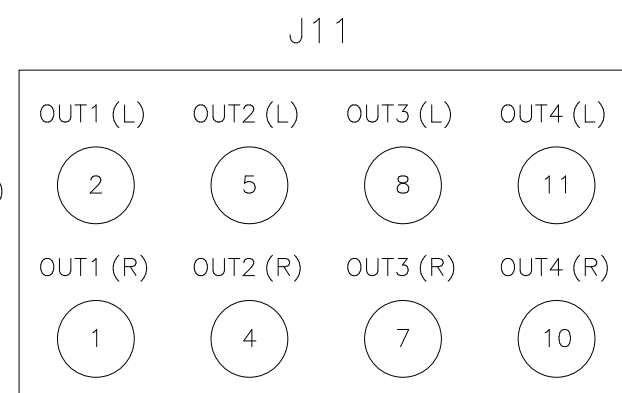 J11
OUT1 (L) OUT2 (L) OUT3 (L) OUT4 (L)
2 5 8 11
OUT1 (R) OUT2 (R) OUT3 (R) OUT4 (R)
1 4 7 10